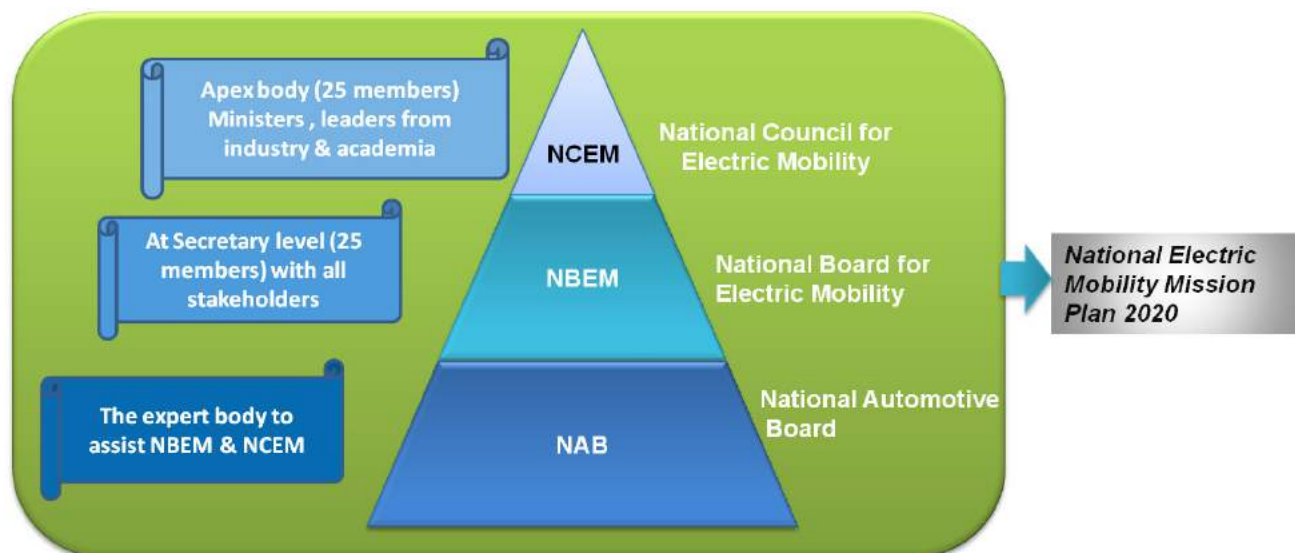 Apex body (25 members)
Ministers , leaders from
industry & academia
NCEM
National Council for
Electric Mobility
At Secretary level (25
members) with all
stakeholders
NBEM
National Board for
Electric Mobility
The expert body to
assist NBEM & NCEM
NAB
National Automotive
Board
National Electric
Mobility Mission
Plan 2020